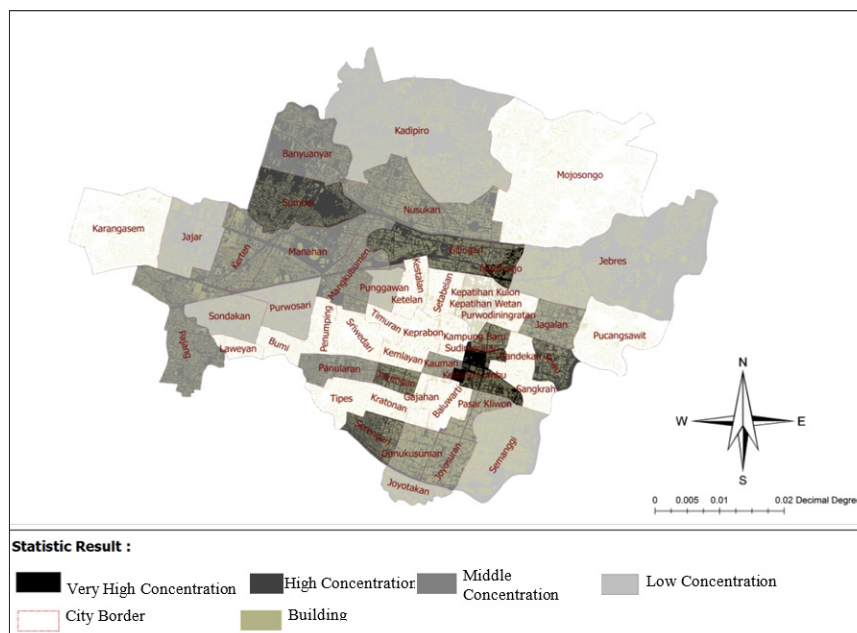 Kadipiro
Banyuanyar
Mojosongo
Sumber
Nusukan
Karangasem
Jajar
Kerten
Manahan
Mangkubumen
Gilingan
Jebres
Kestalan
Setabelan
Punggawan
Ketelan
Kepatihan Kulon
Kepatihan Wetan
Purwodiningratan
Purwosari
Sondakan
Jagalan
Pucangsawit
Pajang
Laweyan
Bumi
Penumping
Sriwedari
Timuran
Keprabon
Kampung Baru
Kemlayan
Kauman
Panularan
Sangkrah
Tipes
Kratonan
Gajahan
Baluwarti
Pasar Kliwon
Serengan
Danukusuman
Joyosuran
Semanggi
Joyotakan
N
W
E
S
0 0.005 0.01 0.02 Decimal Degree
Statistic Result :
Very High Concentration
High Concentration
Middle
Concentration
Low Concentration
City Border
Building